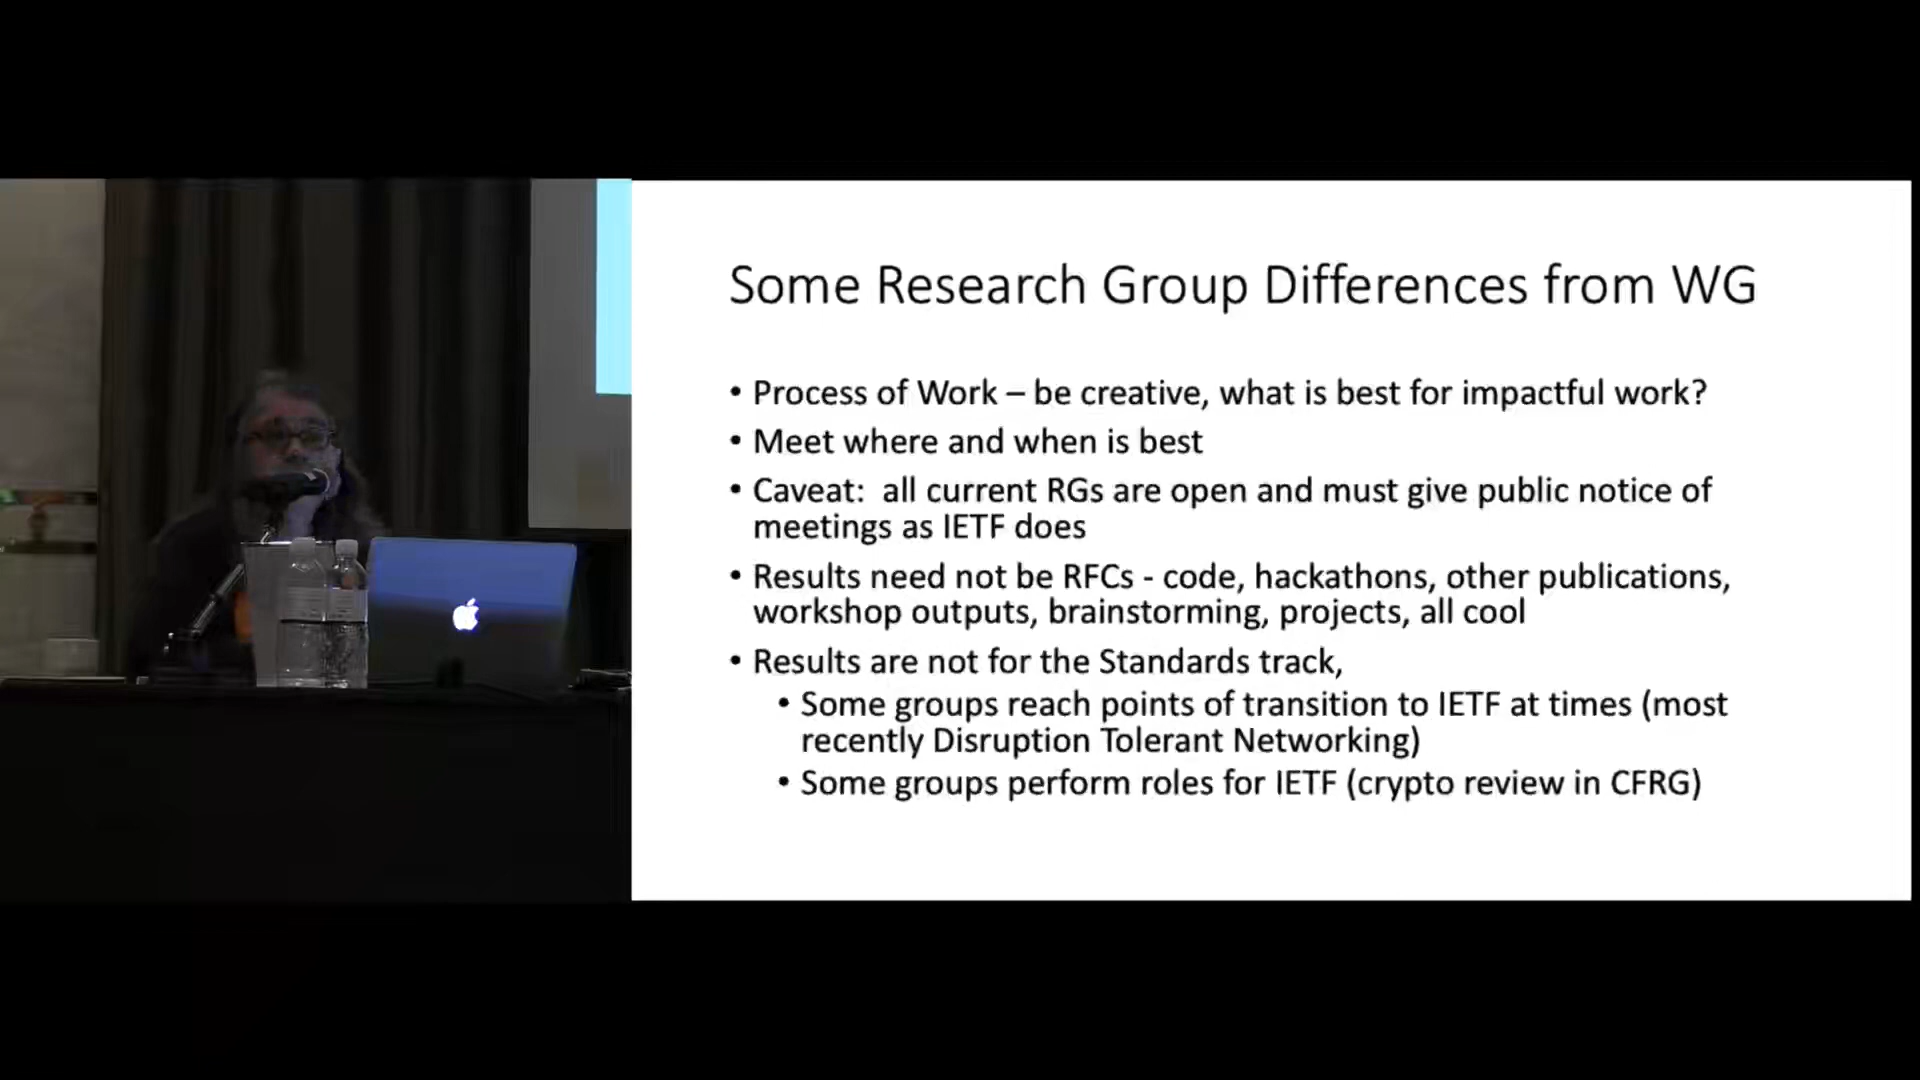 Some Research Group Differences from WG
• Process of Work – be creative, what is best for impactful work?
• Meet where and when is best
• Caveat:  all current RGs are open and must give public notice of
meetings as IETF does
• Results need not be RFCs - code, hackathons, other publications,
workshop outputs, brainstorming, projects, all cool
• Results are not for the Standards track,
• Some groups reach points of transition to IETF at times (most
recently Disruption Tolerant Networking)
• Some groups perform roles for IETF (crypto review in CFRG)